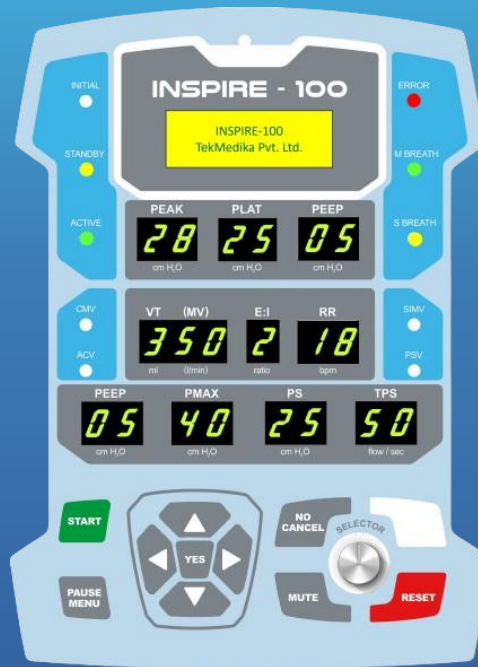 INITIAL
INSPIRE - 100
ERROR
INSPIRE-100
TekMedika Pvt. Ltd.
STANDBY
M BREATH
ACTIVE
S BREATH
PEAK PLAT PEEP
28 25 05
cm H₂O cm H₂O cm H₂O
CMV
SIMV
VT (MV) E:I RR
350 2 18
ml (l/min) ratio bpm
ACV
PSV
PEEP PMAX PS TPS
05 40 25 50
cm H₂O cm H₂O cm H₂O flow / sec
START
NO
CANCEL
SELECTOR
YES
PAUSE
MENU
MUTE
RESET